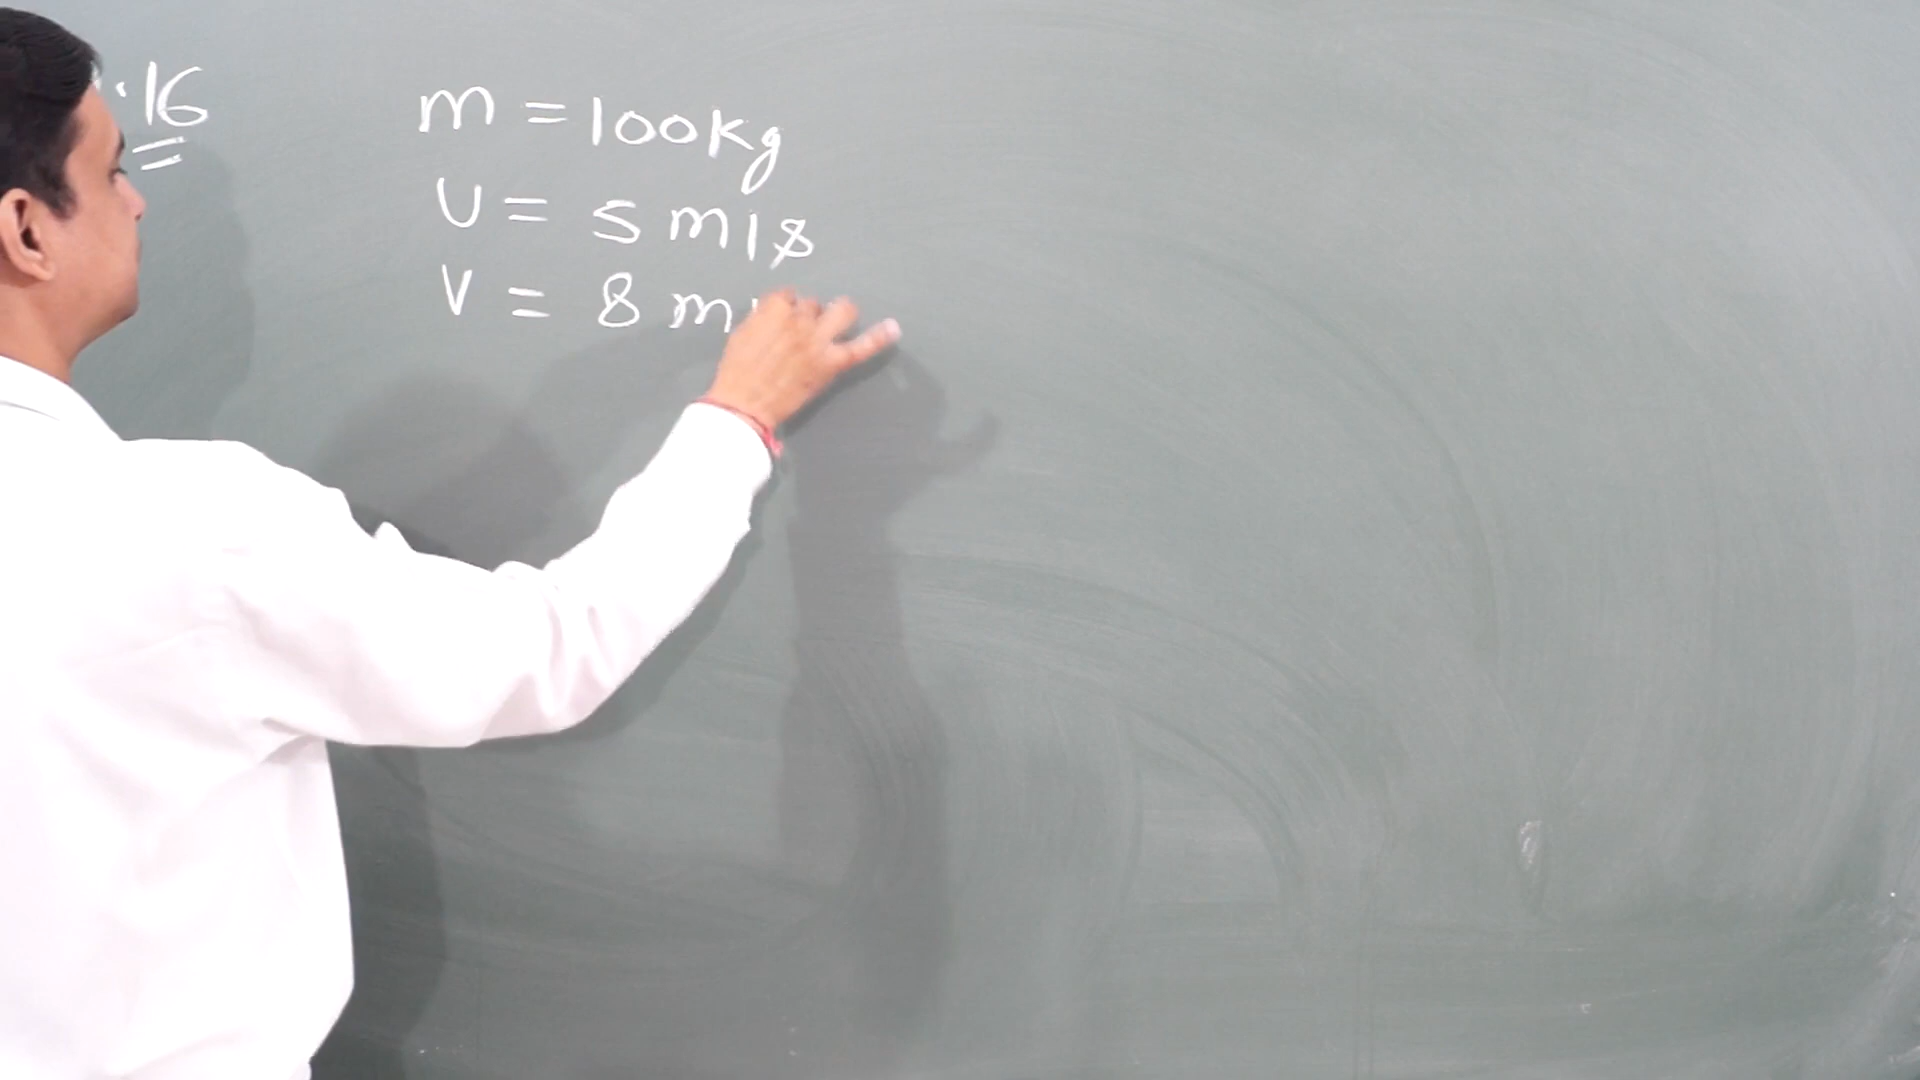 .16
m = 100Kg
U = 5 m/s
V = 8 m